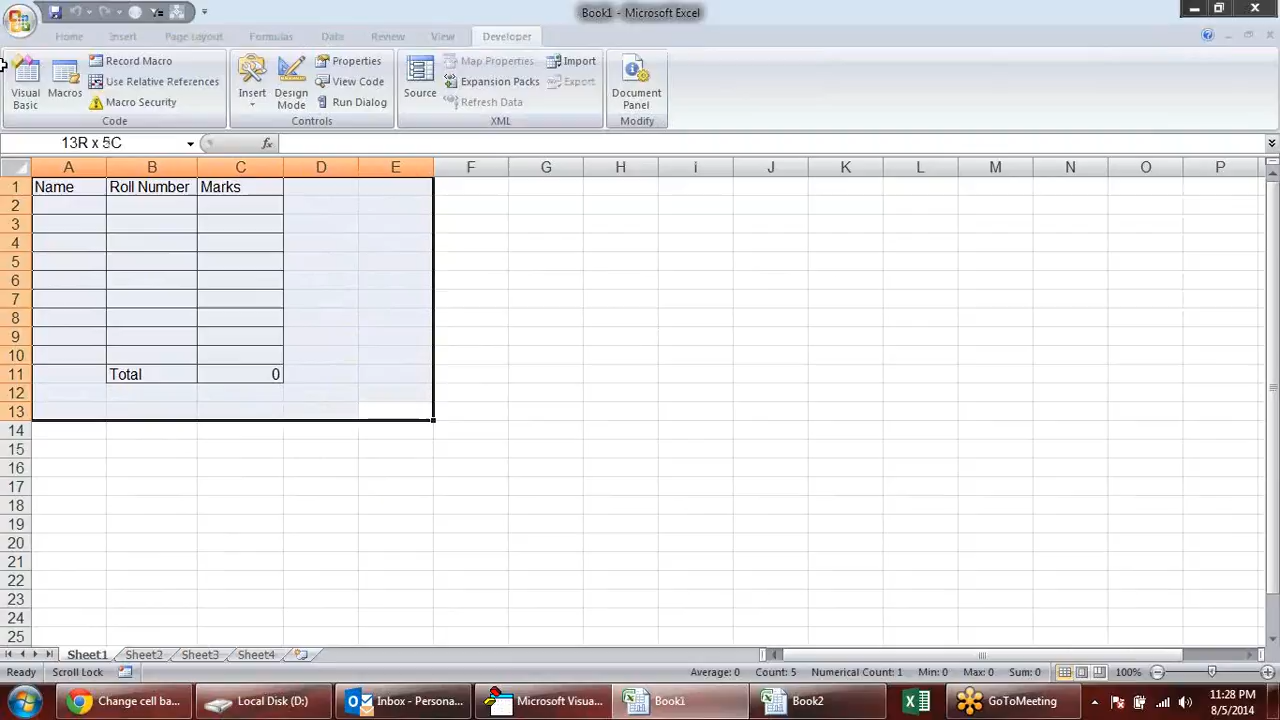 Book1 - Microsoft Excel
Home Insert Page Layout Formulas Data Review View Developer
Visual Basic
Macros
Record Macro
Use Relative References
Macro Security
Code
Insert
Design Mode
Properties
View Code
Run Dialog
Controls
Source
Map Properties
Expansion Packs
Refresh Data
Import
Export
XML
Document Panel
Modify
13R x 5C
fx
A B C D E F G H I J K L M N O P
1 Name Roll Number Marks
2
3
4
5
6
7
8
9
10
11 Total 0
12
13
14
15
16
17
18
19
20
21
22
23
24
25
Sheet1 Sheet2 Sheet3 Sheet4
Ready Scroll Lock Average: 0 Count: 5 Numerical Count: 1 Min: 0 Max: 0 Sum: 0 100%
Change cell ba... Local Disk (D:) Inbox - Persona... Microsoft Visua... Book1 Book2 GoToMeeting
11:28 PM
8/5/2014